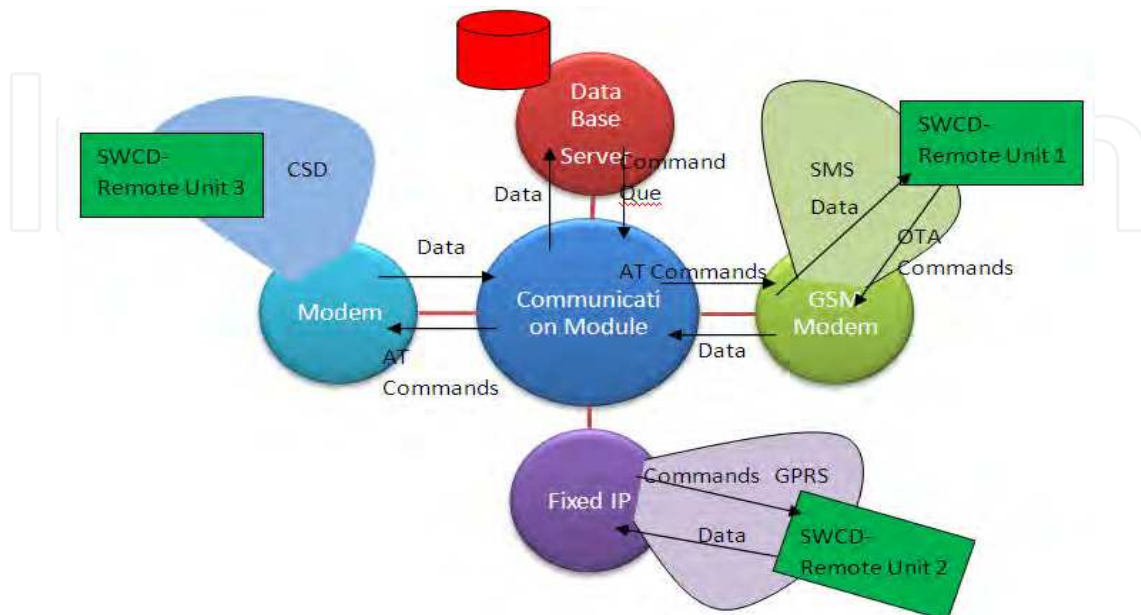 Data
Base
Server
Command
Que
Data
SWCD-
Remote Unit 3
CSD
SMS
Data
SWCD-
Remote Unit 1
OTA
Commands
Data
AT Commands
Modem
Communicati
on Module
GSM
Modem
AT
Commands
Data
Fixed IP
Commands
GPRS
Data
SWCD-
Remote Unit 2